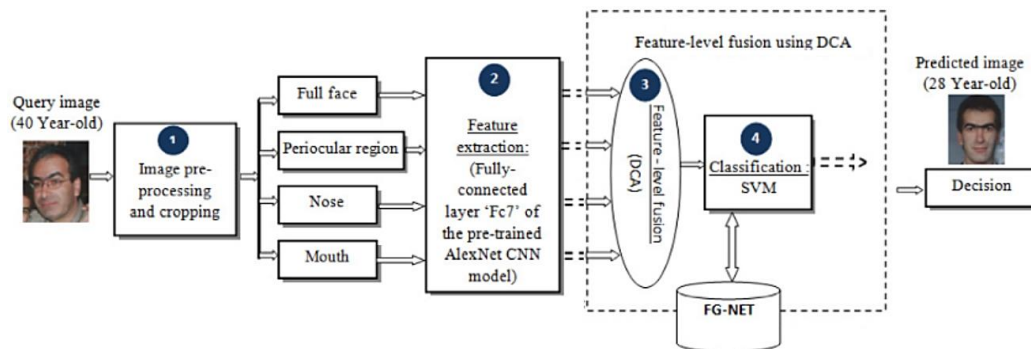 Query image
(40 Year-old)
1
Image pre-
processing
and cropping
Full face
Periocular region
Nose
Mouth
2
Feature
extraction:
(Fully-
connected
layer ‘Fc7’ of
the pre-trained
AlexNet CNN
model)
Feature-level fusion using DCA
3
Feature – level fusion
(DCA)
4
Classification :
SVM
FG-NET
Predicted image
(28 Year-old)
Decision